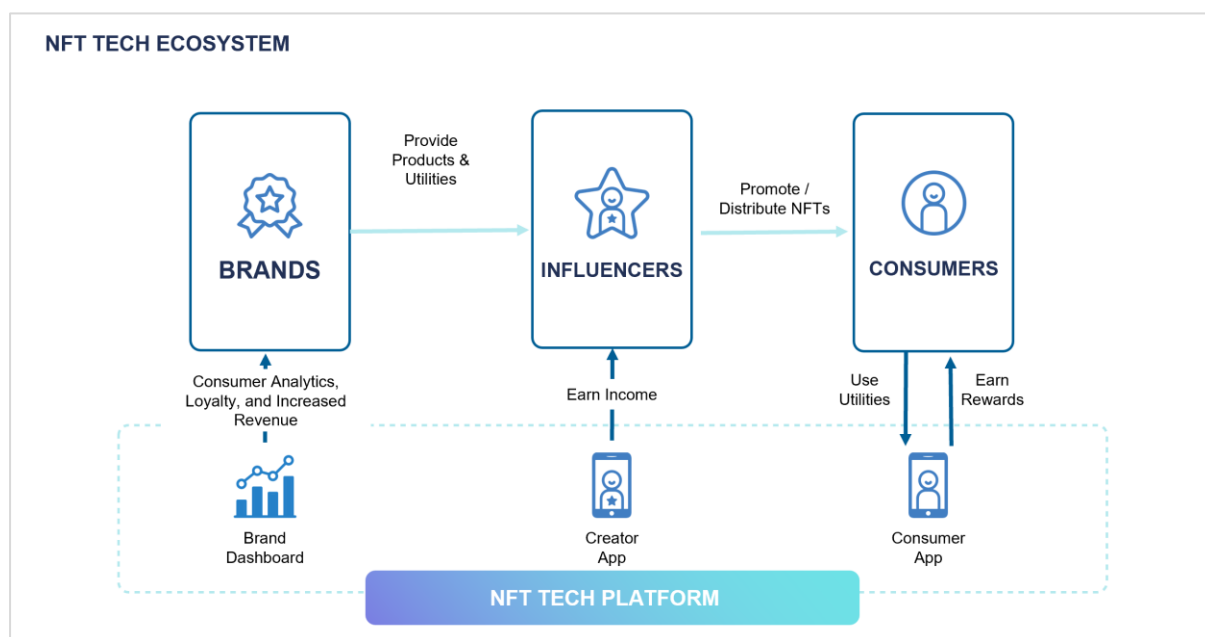 NFT TECH ECOSYSTEM
Provide
Products &
Utilities
Promote /
Distribute NFTs
BRANDS
INFLUENCERS
CONSUMERS
Consumer Analytics,
Loyalty, and Increased
Revenue
Earn Income
Use
Utilities
Earn
Rewards
Brand
Dashboard
Creator
App
Consumer
App
NFT TECH PLATFORM